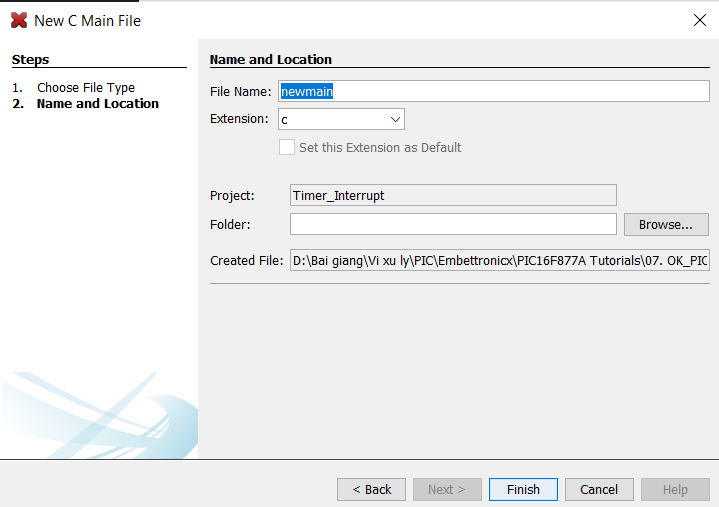 New C Main File
Steps
1. Choose File Type
2. Name and Location
Name and Location
File Name: newmain
Extension: c
Set this Extension as Default
Project: Timer_Interrupt
Folder: Browse...
Created File: D:\Bai giang\Vi xu ly\PIC\Embettronicx\PIC16F877A Tutorials\07. OK_PIC
< Back Next > Finish Cancel Help